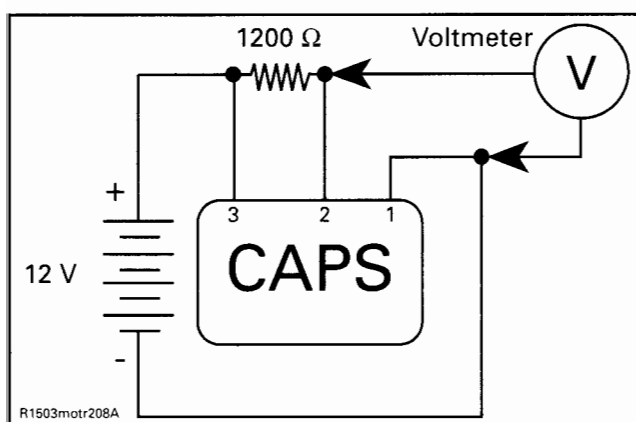 1200 Ω
Voltmeter
V
+
3 2 1
CAPS
12 V
-
R1503motr208A